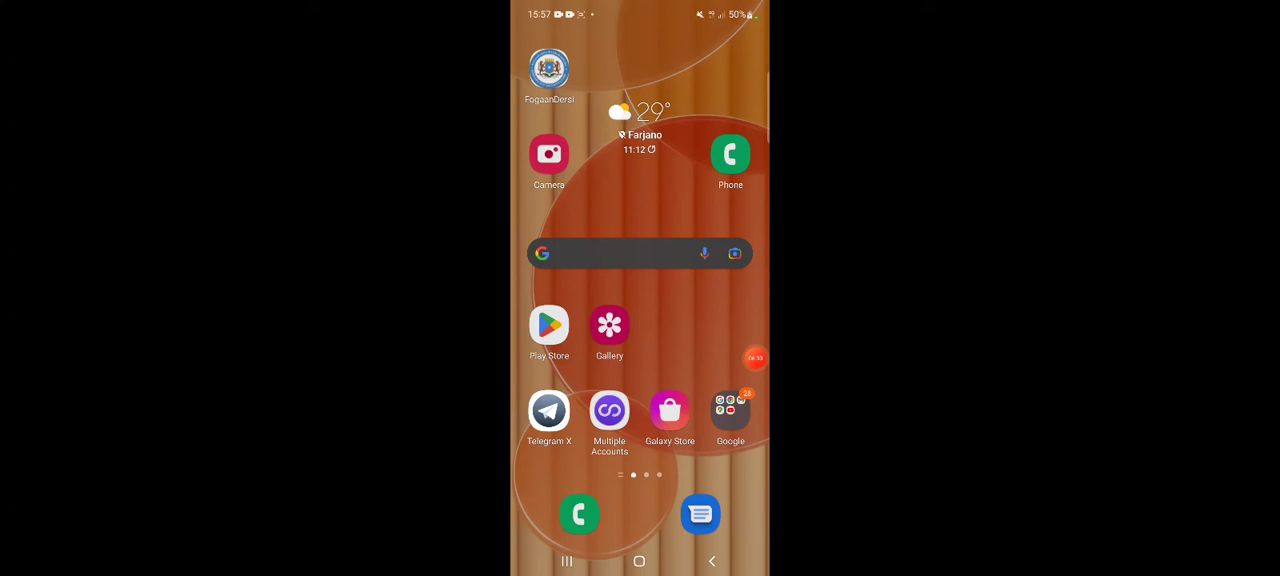 15:57
50%
FogaanDersi
29°
Farjano
11:12
Camera
Phone
Play Store
Gallery
28
Telegram X
Multiple
Accounts
Galaxy Store
Google